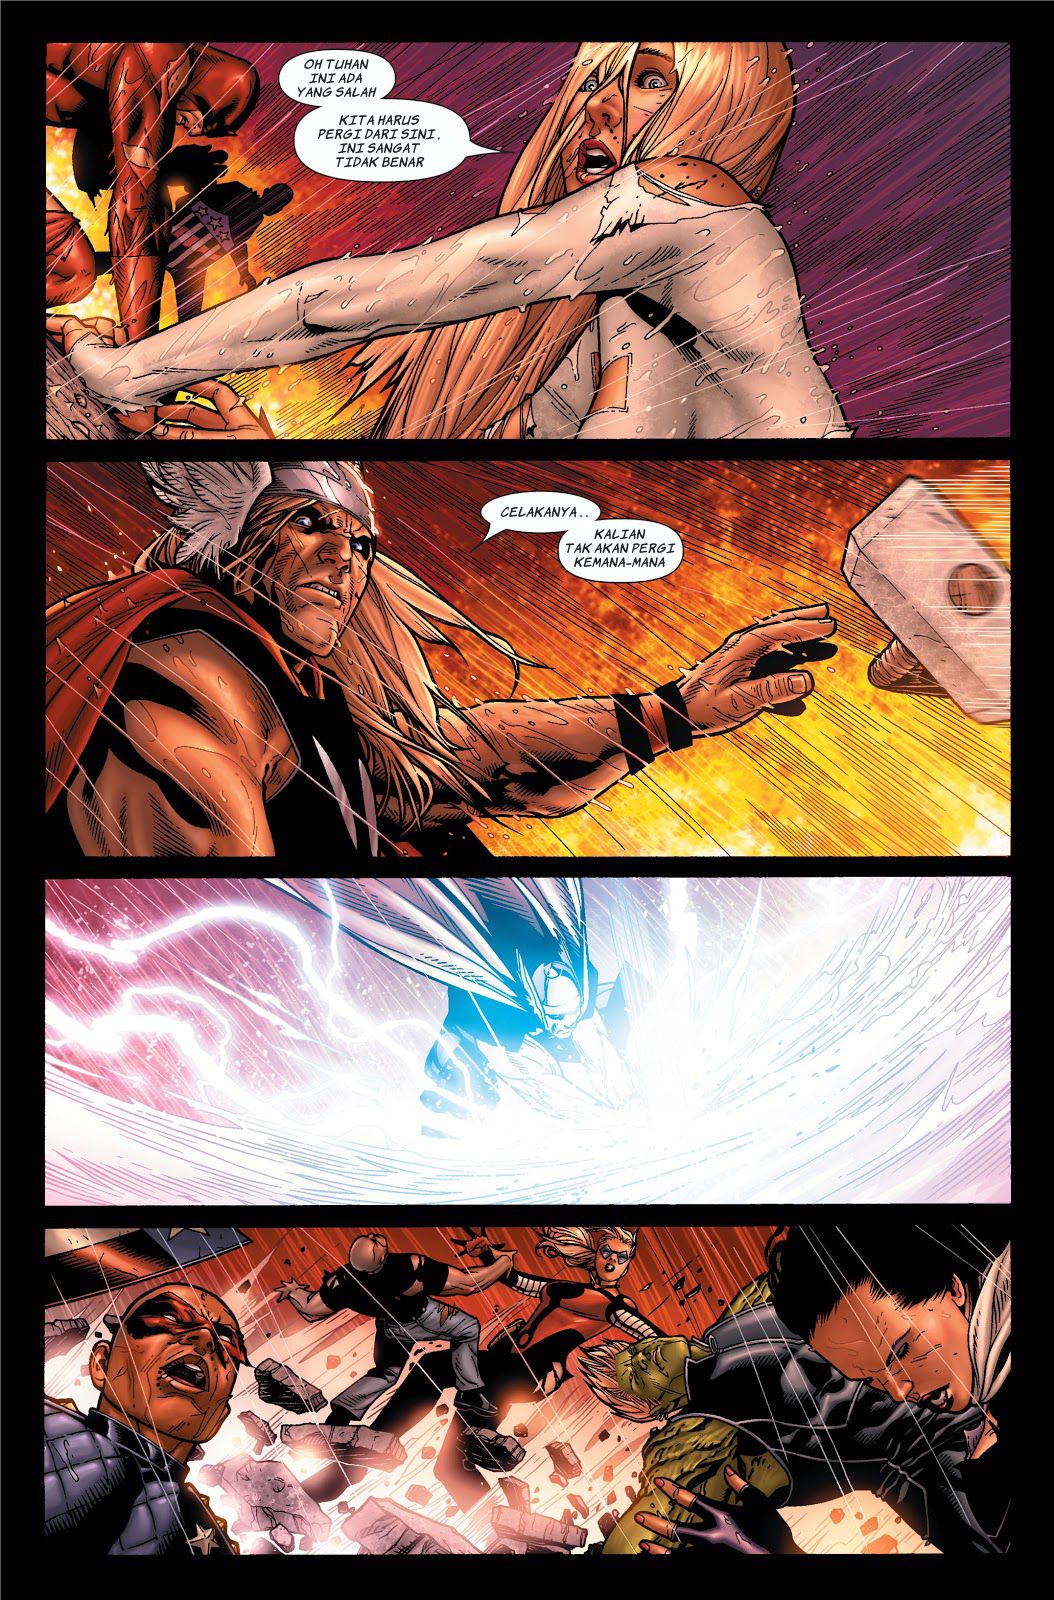 OH TUHAN
INI ADA
YANG SALAH
KITA HARUS
PERGI DARI SINI.
INI SANGAT
TIDAK BENAR
CELAKANYA..
KALIAN
TAK AKAN PERGI
KEMANA-MANA